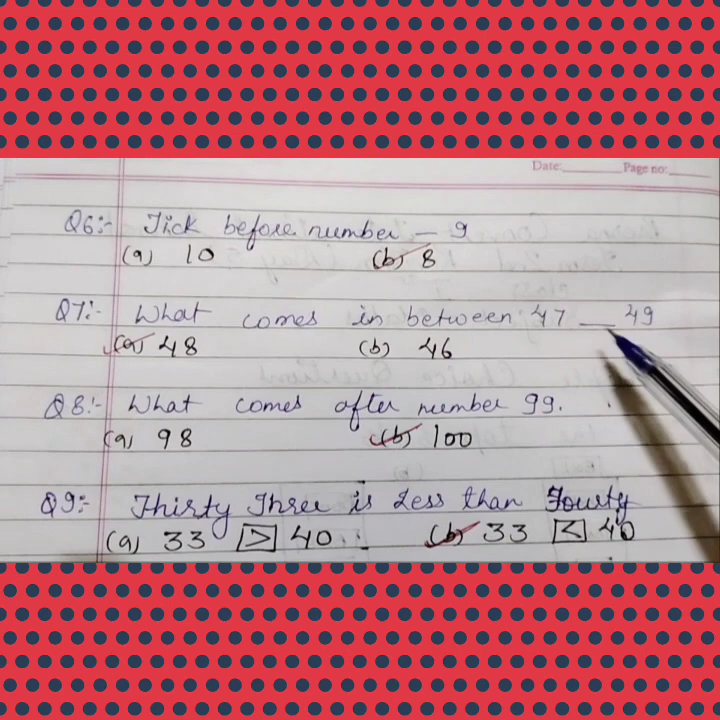 Date:______ Page no:______
Q6:- Tick before number — 9
(a) 10 (b) 8
Q7:- What comes in between 47 __ 49
(a) 48 (b) 46
Q8:- What comes after number 99.
(a) 98 (b) 100
Q9:- Thirty Three is Less than Fourty
(a) 33 > 40 (b) 33 < 40